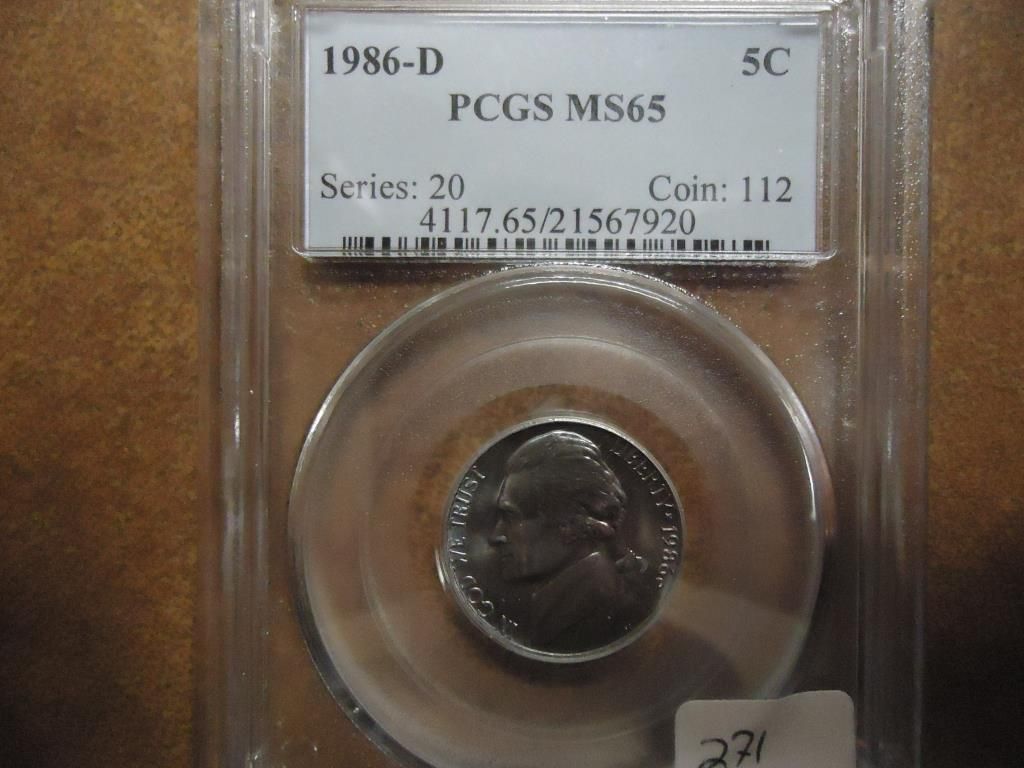 1986-D 5C
PCGS MS65
Series: 20 Coin: 112
4117.65/21567920
IN GOD WE TRUST
LIBERTY★1986 D
271